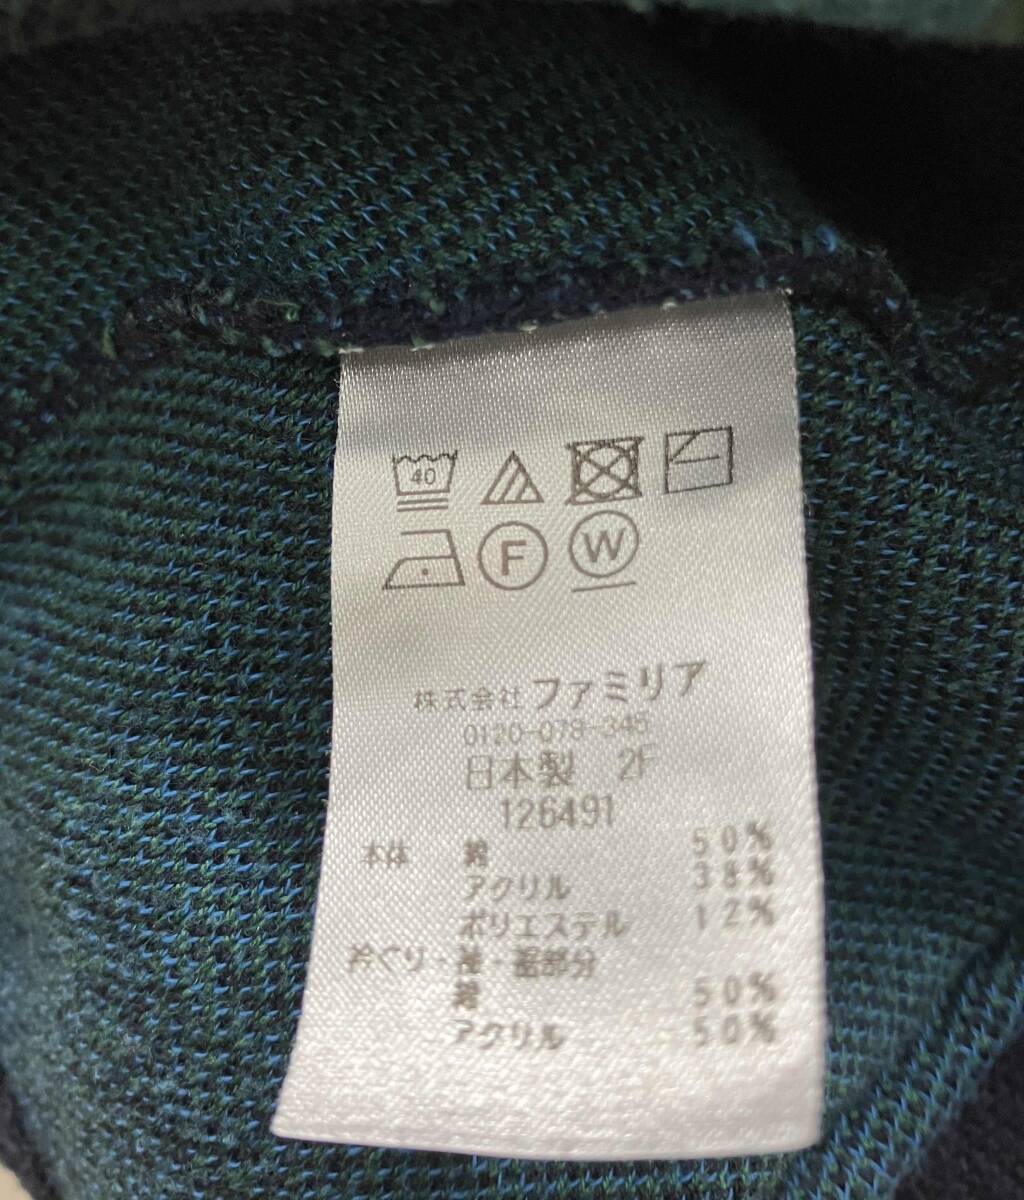 40
F W
株式会社ファミリア
0120-078-345
日本製 2F
126491
本体 綿 50%
アクリル 38%
ポリエステル 12%
衿ぐり・袖・裾部分
綿 50%
アクリル 50%